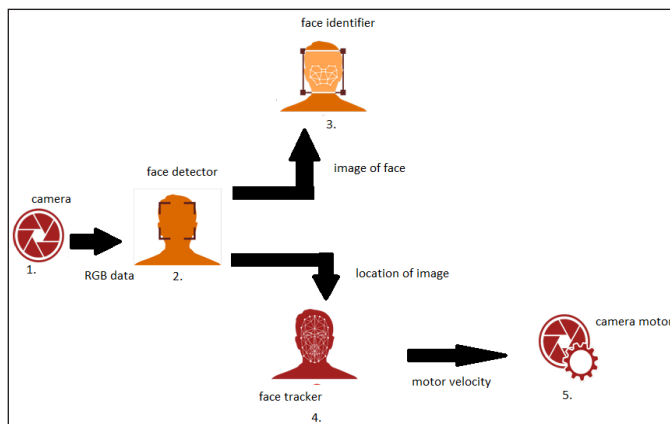 face identifier
3.
face detector
image of face
camera
1.
RGB data
2.
location of image
camera motor
face tracker
4.
motor velocity
5.